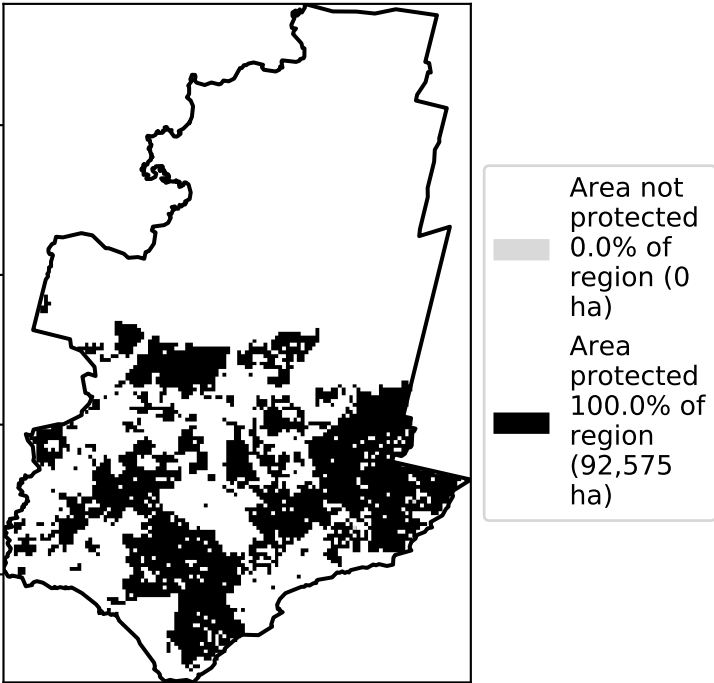 Area not
protected
0.0% of
region (0
ha)
Area
protected
100.0% of
region
(92,575
ha)